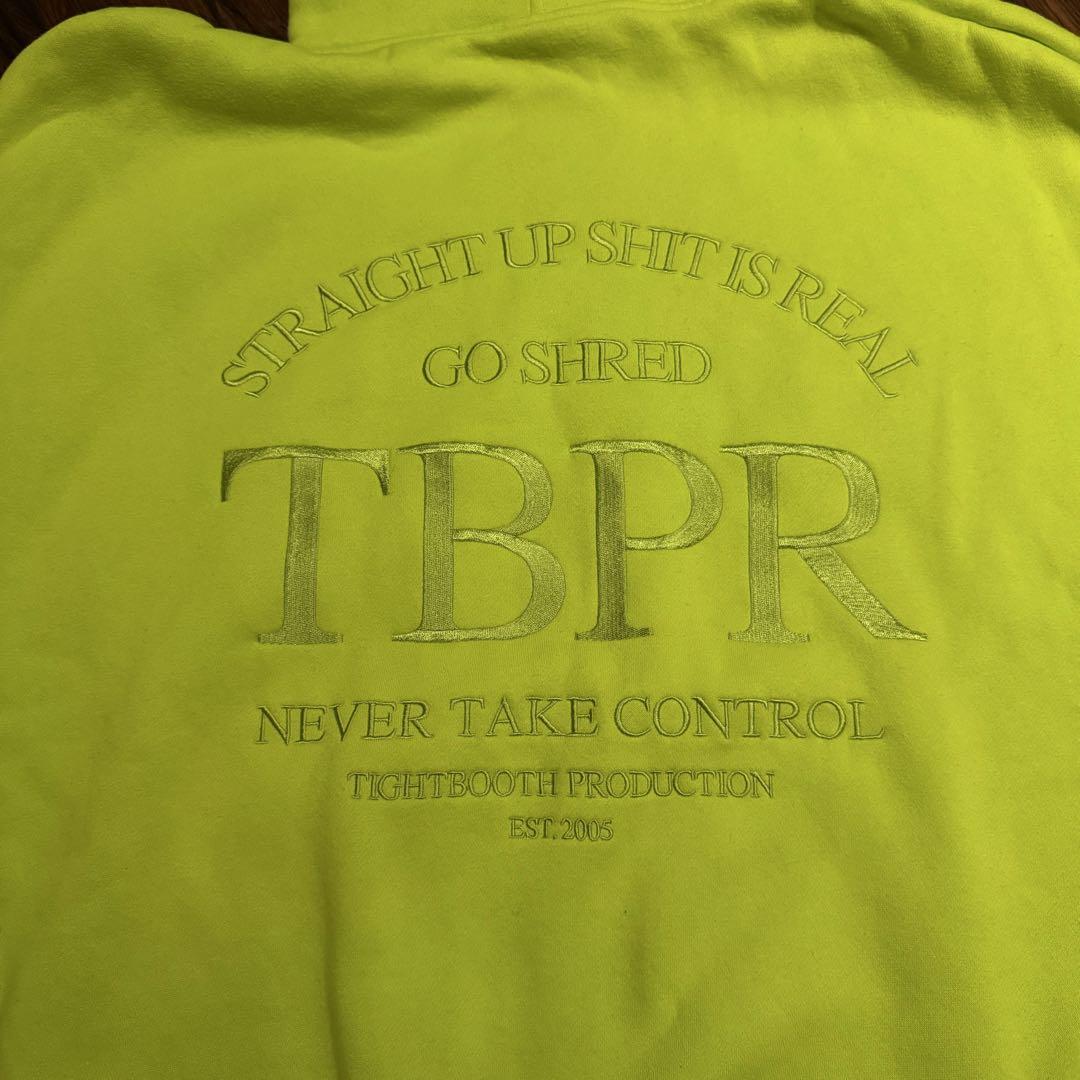 STRAIGHT UP SHIT IS REAL
GO SHRED
TBPR
NEVER TAKE CONTROL
TIGHTBOOTH PRODUCTION
EST. 2005